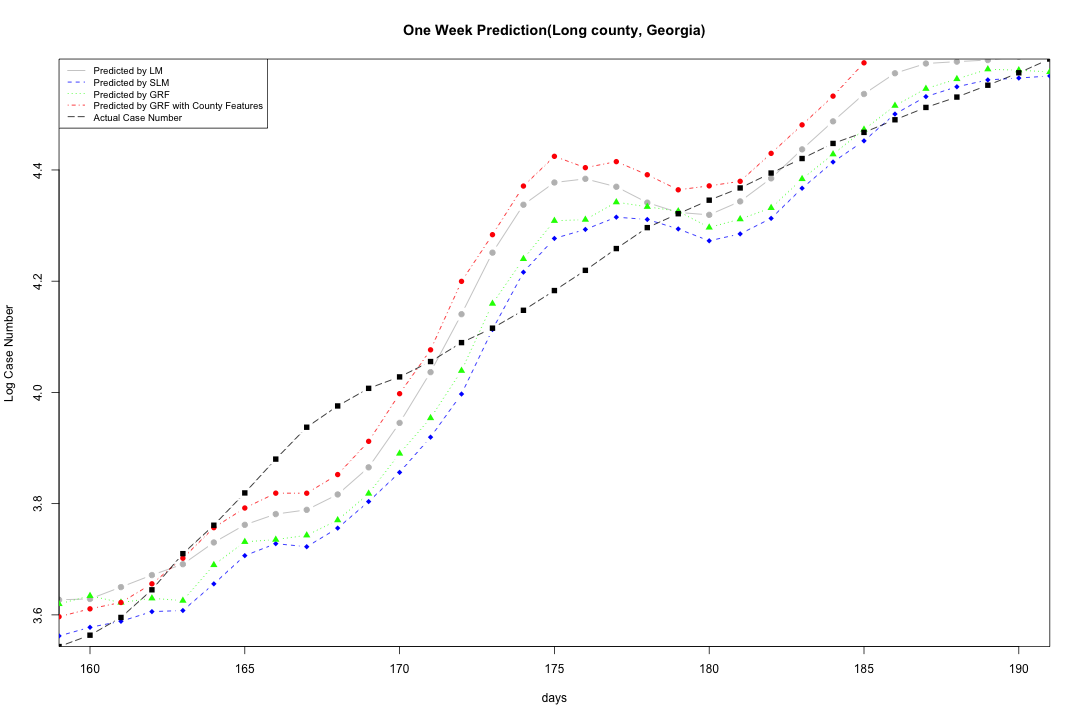 One Week Prediction(Long county, Georgia)
Predicted by LM
Predicted by SLM
Predicted by GRF
Predicted by GRF with County Features
Actual Case Number
Log Case Number
4.4
4.2
4.0
3.8
3.6
160 165 170 175 180 185 190
days